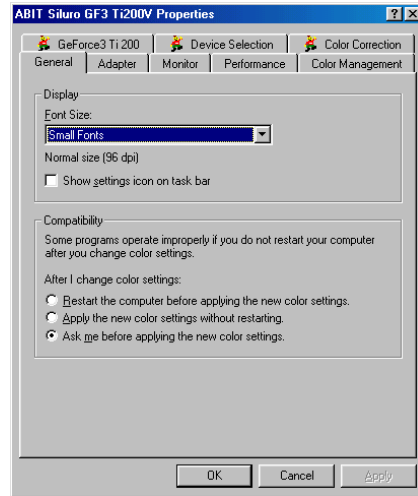 ABIT Siluro GF3 Ti200V Properties
GeForce3 Ti 200 Device Selection Color Correction
General Adapter Monitor Performance Color Management
Display
Font Size:
Small Fonts
Normal size (96 dpi)
Show settings icon on task bar
Compatibility
Some programs operate improperly if you do not restart your computer
after you change color settings.
After I change color settings:
Restart the computer before applying the new color settings.
Apply the new color settings without restarting.
Ask me before applying the new color settings.
OK Cancel Apply